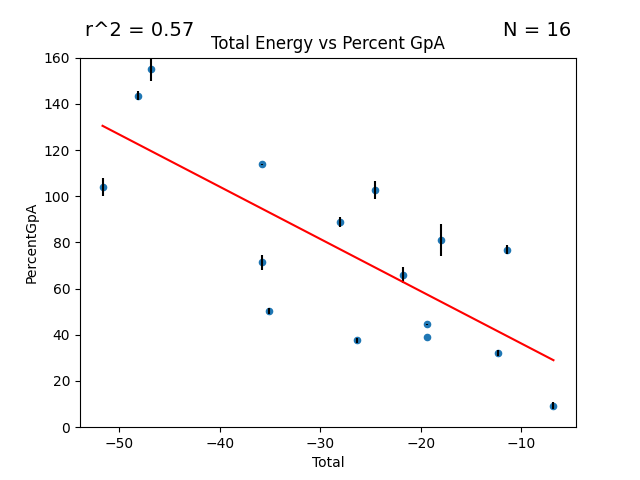 r^2 = 0.57
N = 16
Total Energy vs Percent GpA
160
140
120
100
80
60
40
20
0
PercentGpA
−50 −40 −30 −20 −10
Total